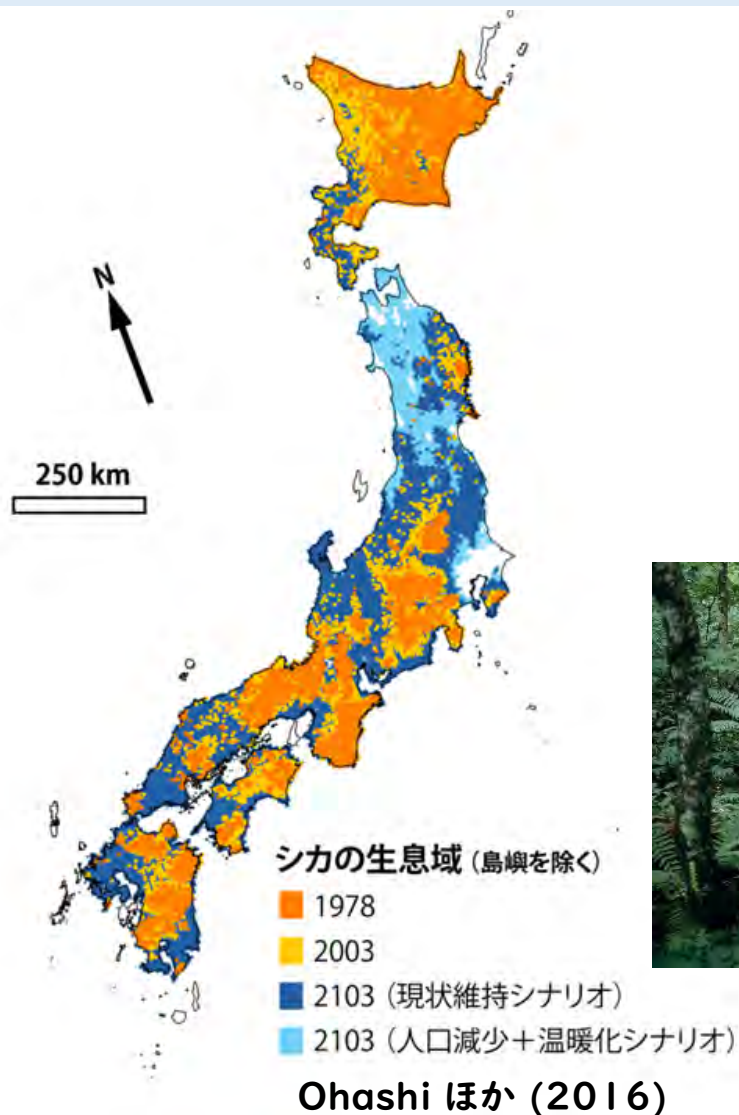 N
250 km
シカの生息域 (島嶼を除く)
1978
2003
2103 (現状維持シナリオ)
2103 (人口減少＋温暖化シナリオ)
Ohashi ほか (2016)